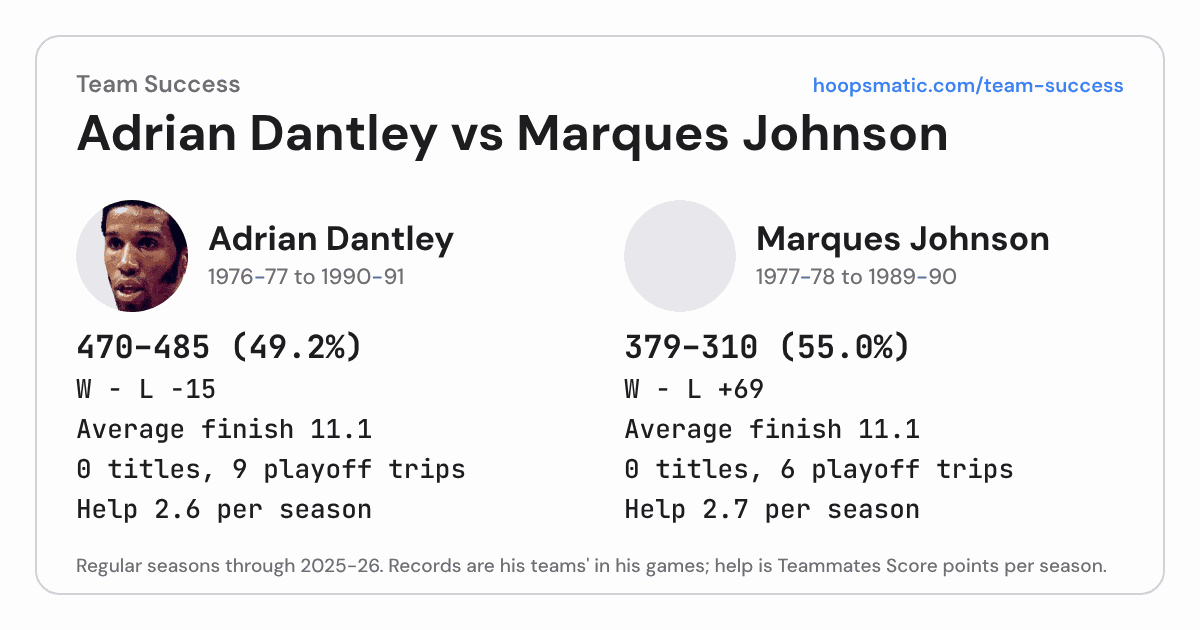 Team Success
hoopsmatic.com/team-success
Adrian Dantley vs Marques Johnson
Adrian Dantley
1976–77 to 1990–91
470–485 (49.2%)
W - L -15
Average finish 11.1
0 titles, 9 playoff trips
Help 2.6 per season
Marques Johnson
1977–78 to 1989–90
379–310 (55.0%)
W - L +69
Average finish 11.1
0 titles, 6 playoff trips
Help 2.7 per season
Regular seasons through 2025-26. Records are his teams' in his games; help is Teammates Score points per season.